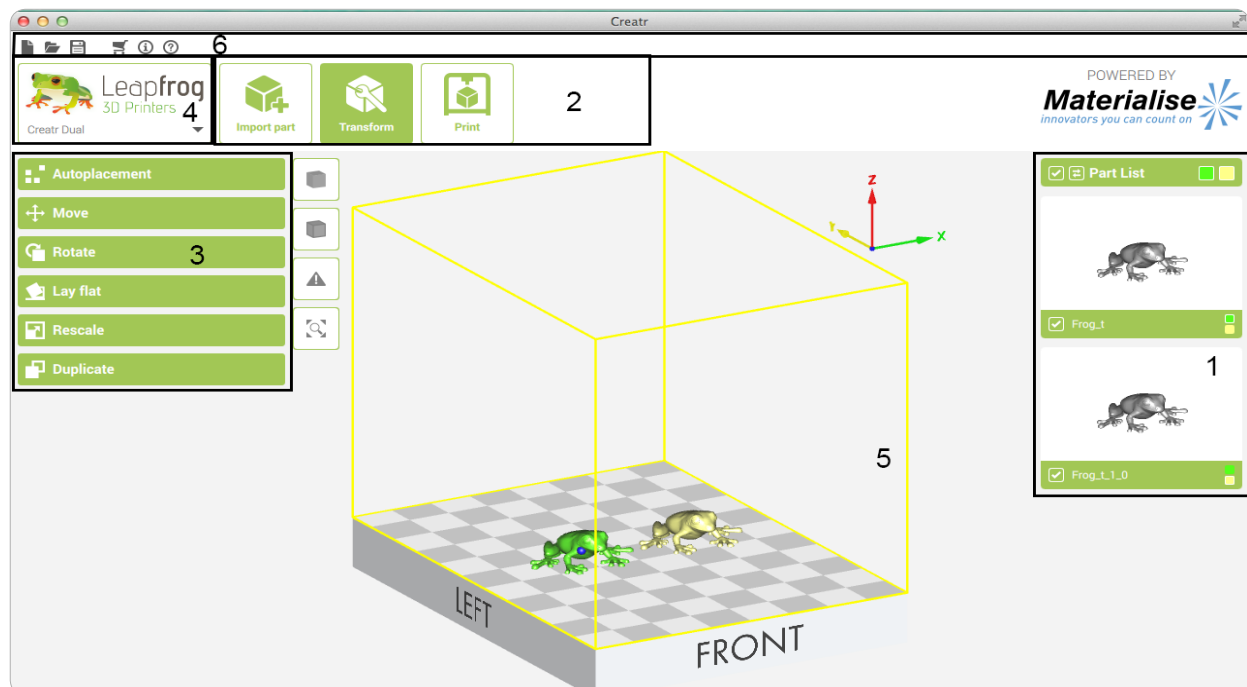 Creatr
6
Leapfrog
3D Printers
4
Creatr Dual
Import part
Transform
Print
2
POWERED BY
Materialise
innovators you can count on
Autoplacement
Move
Rotate
3
Lay flat
Rescale
Duplicate
Z
Y
X
5
LEFT
FRONT
Part List
Frog_t
1
Frog_t_1_0